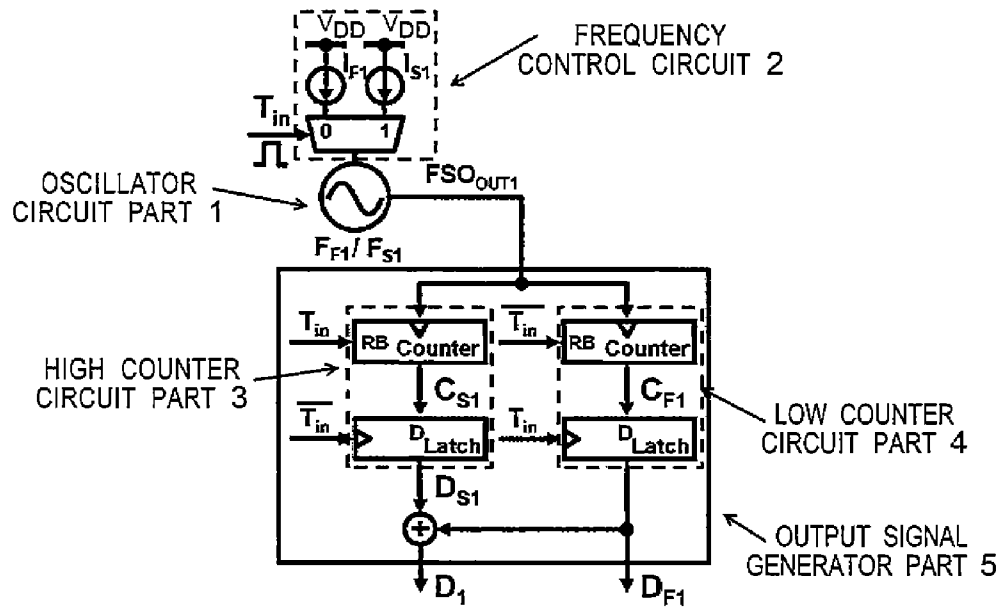 VDD VDD
IF1 IS1
FREQUENCY
CONTROL CIRCUIT 2
Tin
0 1
OSCILLATOR
CIRCUIT PART 1
FSOOUT1
FF1/ FS1
Tin
RB Counter
Tin
RB Counter
HIGH COUNTER
CIRCUIT PART 3
CS1
CF1
LOW COUNTER
CIRCUIT PART 4
Tin
D Latch
Tin
D Latch
DS1
+
OUTPUT SIGNAL
GENERATOR PART 5
D1
DF1